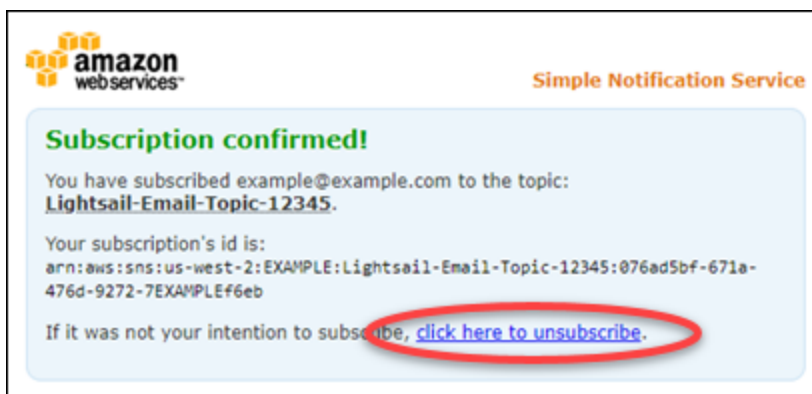 amazon
webservices™
Simple Notification Service
Subscription confirmed!
You have subscribed example@example.com to the topic:
Lightsail-Email-Topic-12345.
Your subscription's id is:
arn:aws:sns:us-west-2:EXAMPLE:Lightsail-Email-Topic-12345:076ad5bf-671a-
476d-9272-7EXAMPLEf6eb
If it was not your intention to subscribe, click here to unsubscribe.